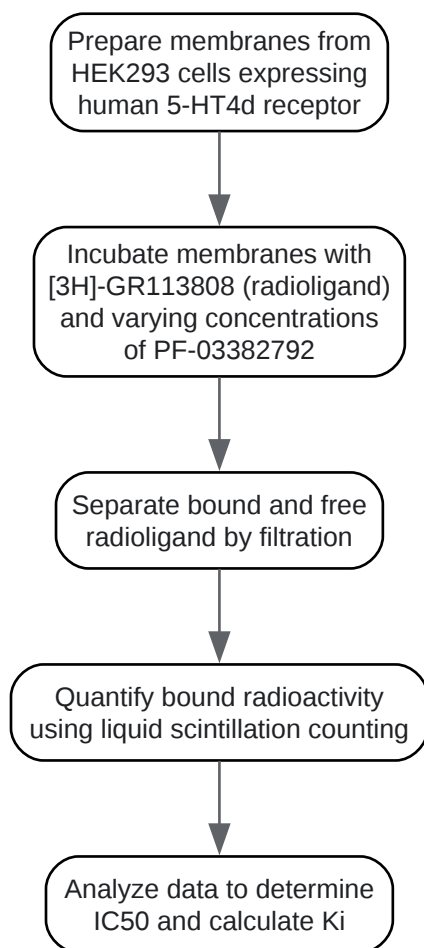 Prepare membranes from
HEK293 cells expressing
human 5-HT4d receptor
Incubate membranes with
[3H]-GR113808 (radioligand)
and varying concentrations
of PF-03382792
Separate bound and free
radioligand by filtration
Quantify bound radioactivity
using liquid scintillation counting
Analyze data to determine
IC50 and calculate Ki